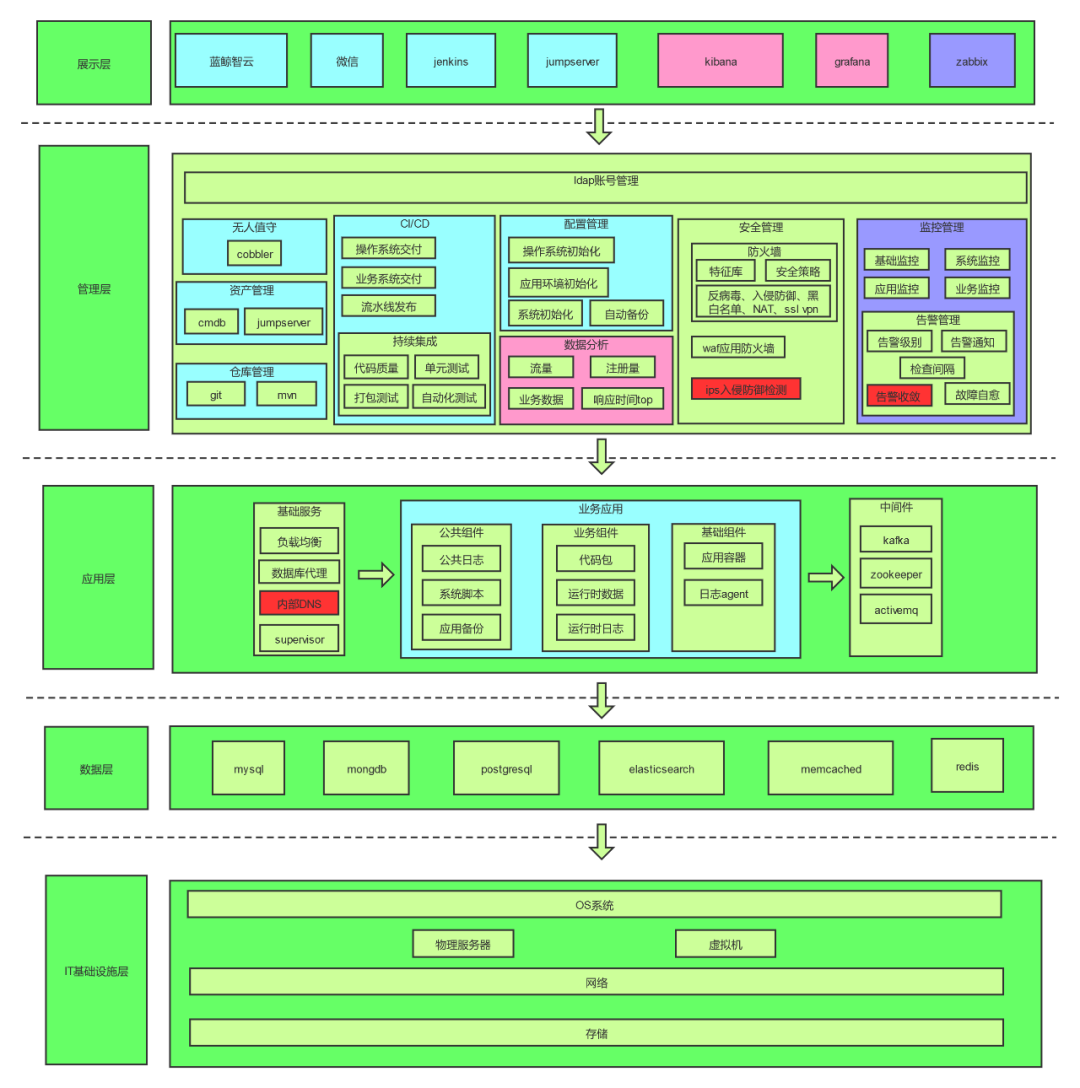 展示层
蓝鲸智云
微信
jenkins
jumpserver
kibana
grafana
zabbix
管理层
ldap账号管理
无人值守
cobbler
资产管理
cmdb
jumpserver
仓库管理
git
mvn
CI/CD
操作系统交付
业务系统交付
流水线发布
持续集成
代码质量
单元测试
打包测试
自动化测试
配置管理
操作系统初始化
应用环境初始化
系统初始化
自动备份
数据分析
流量
注册量
业务数据
响应时间top
安全管理
防火墙
特征库
安全策略
反病毒、入侵防御、黑
白名单、NAT、ssl vpn
waf应用防火墙
ips入侵防御检测
监控管理
基础监控
系统监控
应用监控
业务监控
告警管理
告警级别
告警通知
检查间隔
告警收敛
故障自愈
应用层
基础服务
负载均衡
数据库代理
内部DNS
supervisor
业务应用
公共组件
公共日志
系统脚本
应用备份
业务组件
代码包
运行时数据
运行时日志
基础组件
应用容器
日志agent
中间件
kafka
zookeeper
activemq
数据层
mysql
mongdb
postgresql
elasticsearch
memcached
redis
IT基础设施层
OS系统
物理服务器
虚拟机
网络
存储